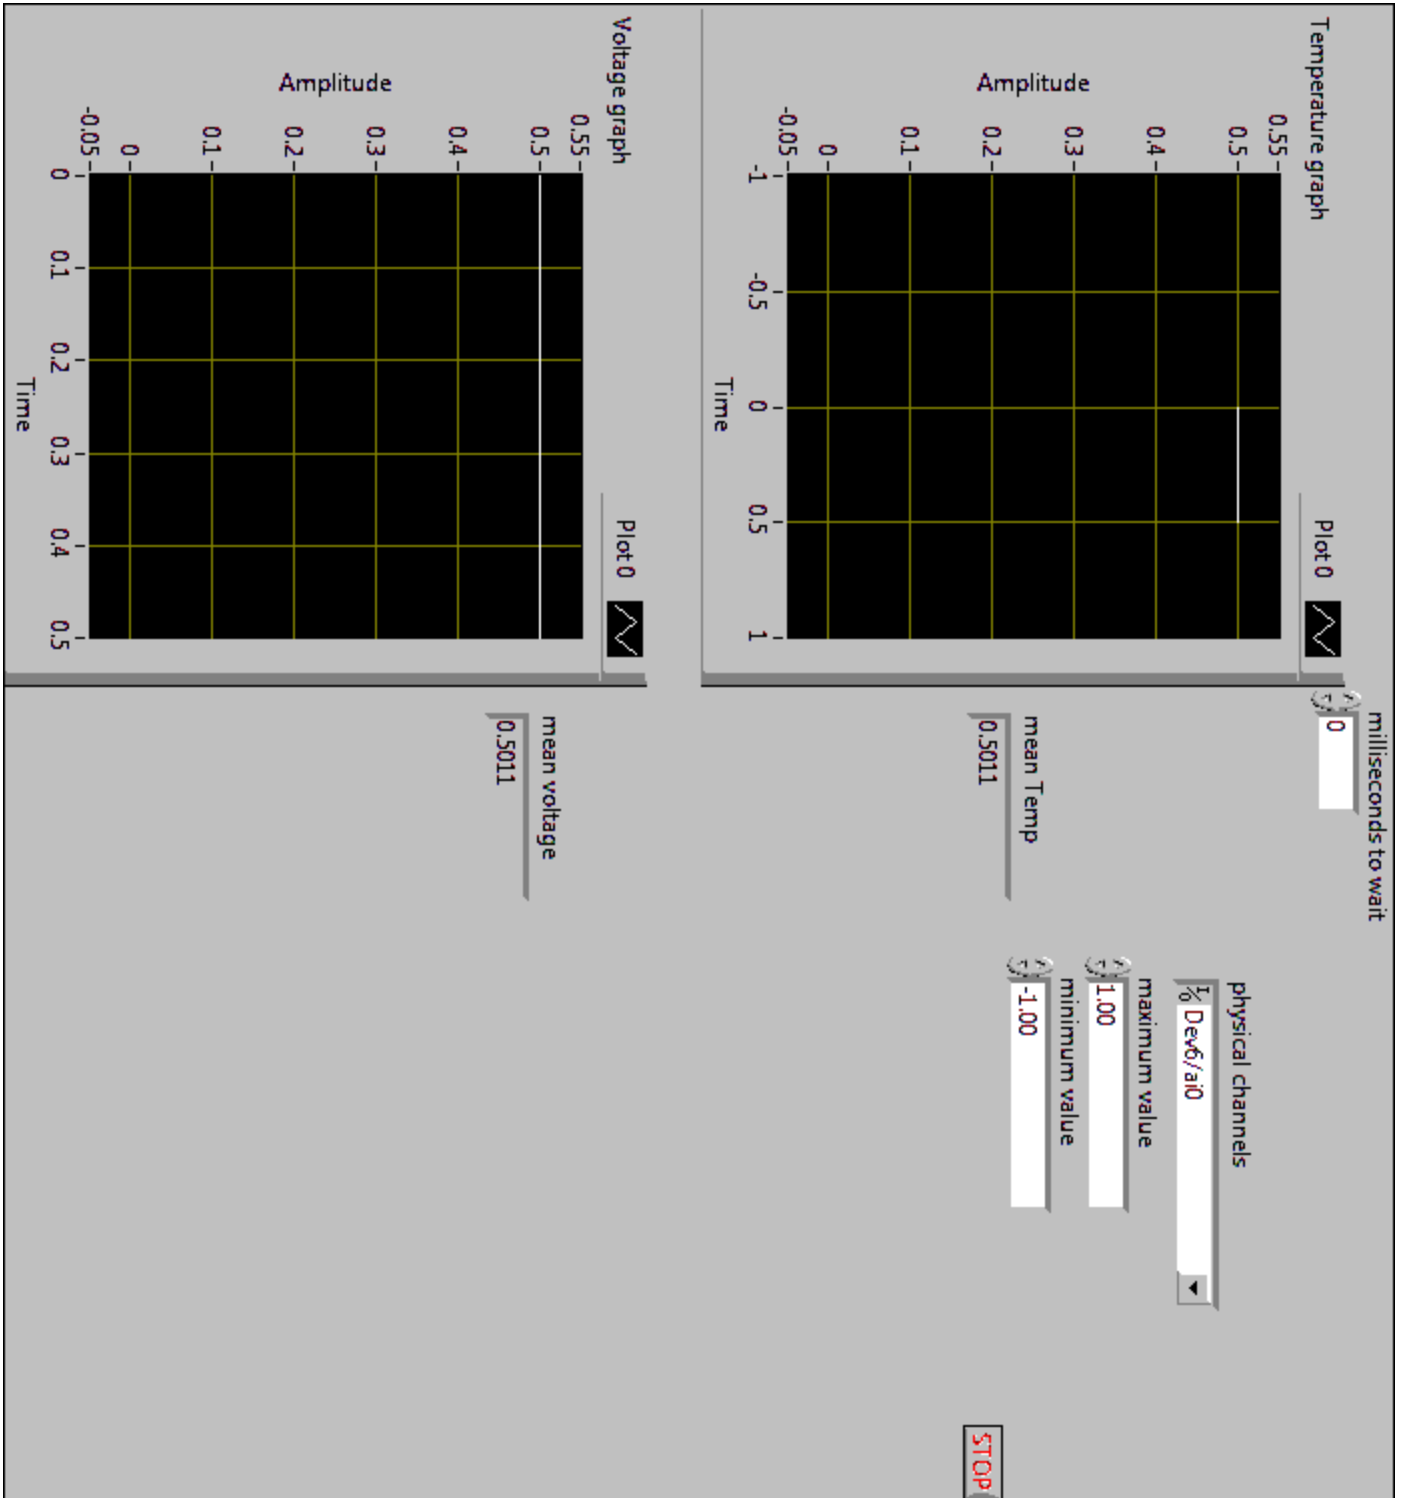 milliseconds to wait
0
Temperature graph
Plot 0
0.55
0.5
0.4
0.3
0.2
0.1
0
-0.05
Amplitude
-1
-0.5
0
0.5
1
Time
mean Temp
0.5011
physical channels
I/O Dev6/ai0
maximum value
1.00
minimum value
-1.00
STOP
Voltage graph
Plot 0
0.55
0.5
0.4
0.3
0.2
0.1
0
-0.05
Amplitude
0
0.1
0.2
0.3
0.4
0.5
Time
mean voltage
0.5011